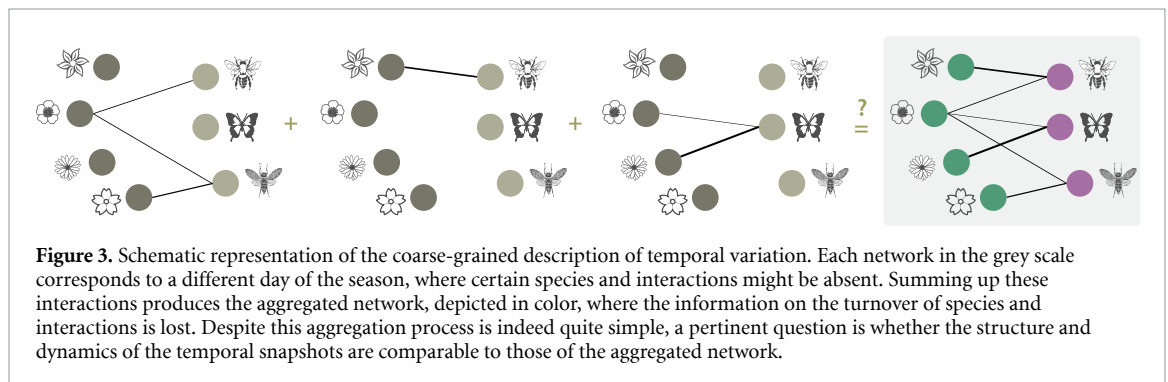 + + ? =
Figure 3. Schematic representation of the coarse-grained description of temporal variation. Each network in the grey scale
corresponds to a different day of the season, where certain species and interactions might be absent. Summing up these
interactions produces the aggregated network, depicted in color, where the information on the turnover of species and
interactions is lost. Despite this aggregation process is indeed quite simple, a pertinent question is whether the structure and
dynamics of the temporal snapshots are comparable to those of the aggregated network.